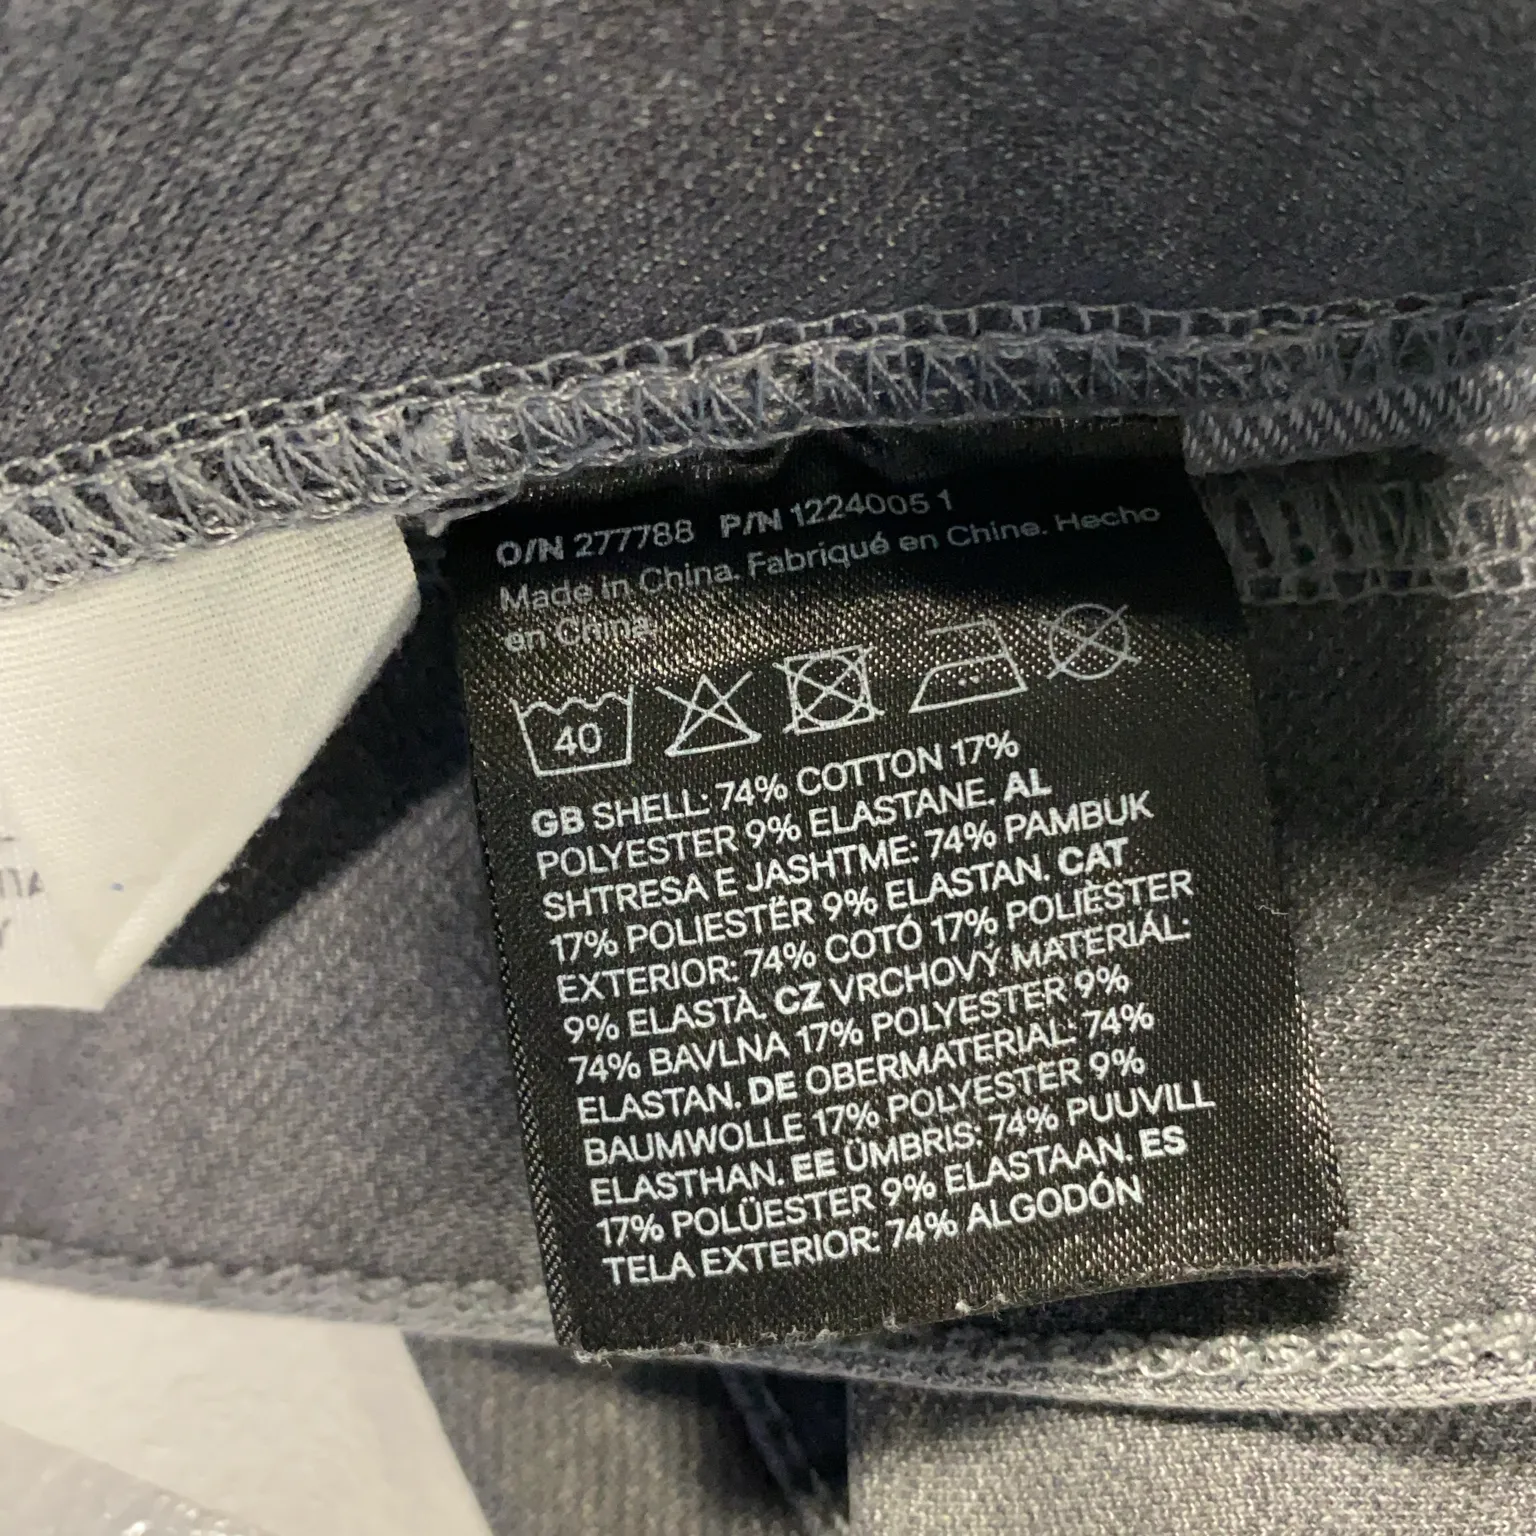 O/N 277788 P/N 1224005 1
Made in China. Fabriqué en Chine. Hecho
en China.
40
GB SHELL: 74% COTTON 17%
POLYESTER 9% ELASTANE. AL
SHTRESA E JASHTME: 74% PAMBUK
17% POLIESTËR 9% ELASTAN. CAT
EXTERIOR: 74% COTÓ 17% POLIÈSTER
9% ELASTÀ. CZ VRCHOVÝ MATERIÁL:
74% BAVLNA 17% POLYESTER 9%
ELASTAN. DE OBERMATERIAL: 74%
BAUMWOLLE 17% POLYESTER 9%
ELASTHAN. EE ÜMBRIS: 74% PUUVILL
17% POLÜESTER 9% ELASTAAN. ES
TELA EXTERIOR: 74% ALGODÓN